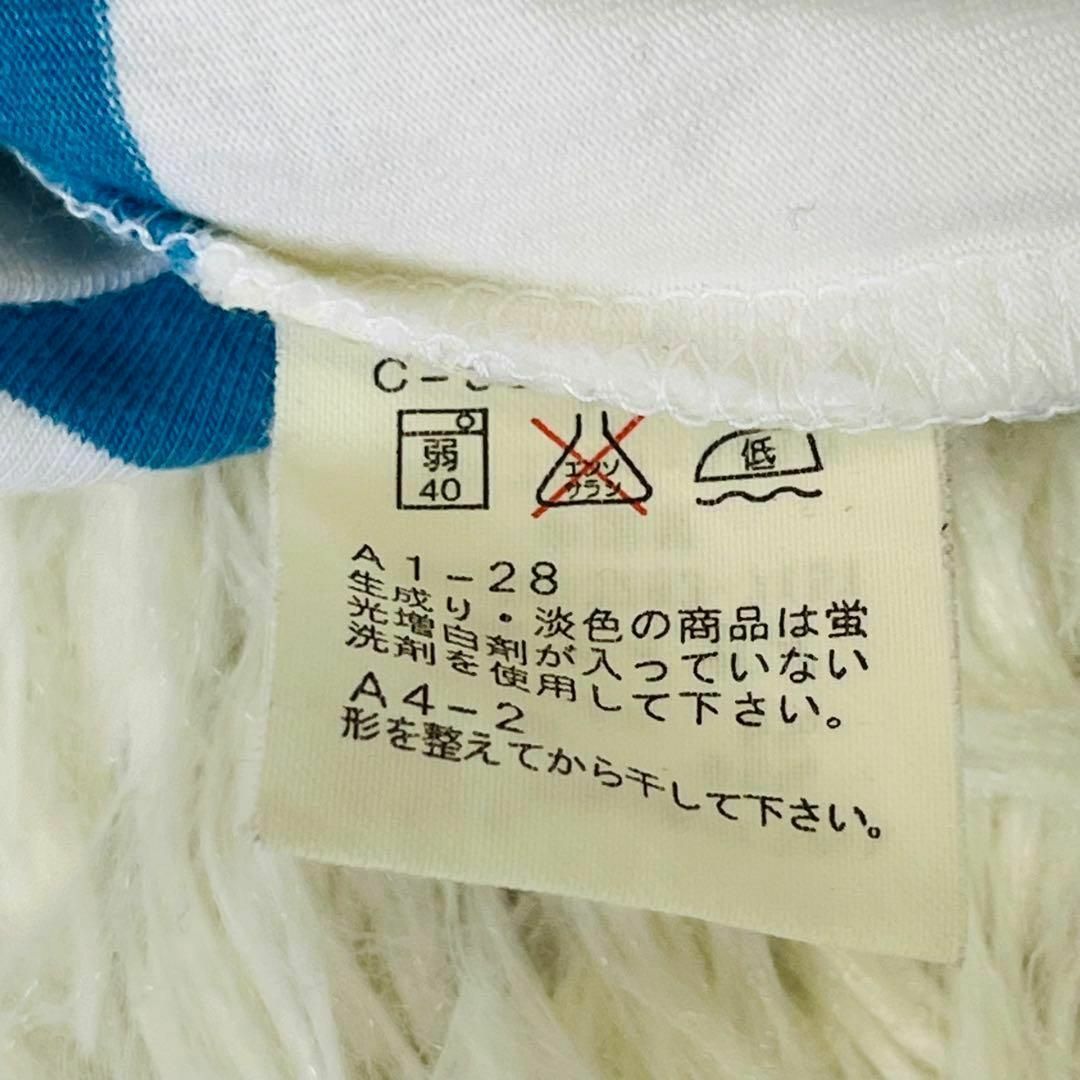 C-
弱
40
エンソ
サラシ
低
A1-28
生成り・淡色の商品は蛍
光増白剤が入っていない
洗剤を使用して下さい。
A4-2
形を整えてから干して下さい。